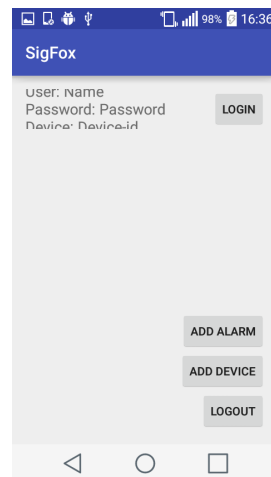 98% 16:36
SigFox
User: Name
Password: Password
Device: Device-id
LOGIN
ADD ALARM
ADD DEVICE
LOGOUT